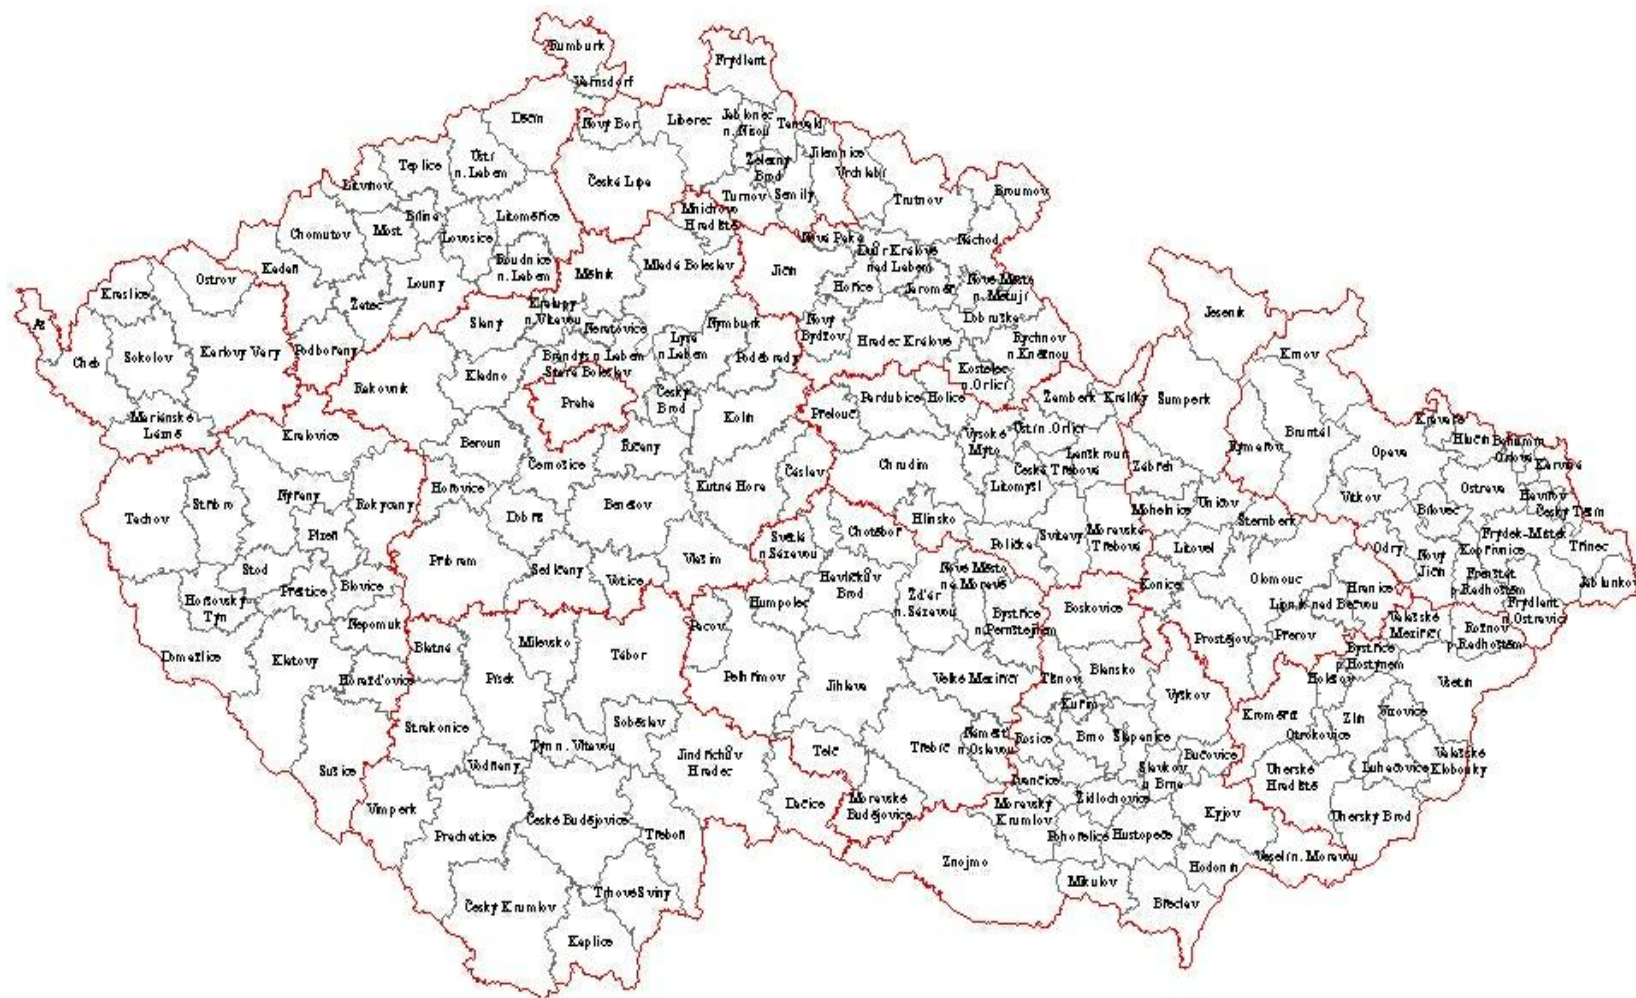 Rumburk
Varnsdorf
Frýdlant
Děčín
Nový Bor
Liberec
Jablonec
n. Nisou
Tanvald
Teplice
Ústí
n. Labem
Česká Lípa
Železný
Brod
Jilemnice
Vrchlabí
Litvínov
Turnov
Semily
Trutnov
Broumov
Chomutov
Most
Bílina
Lovosice
Litoměřice
Mnichovo
Hradiště
Nová Paka
Dvůr Králové
nad Labem
Náchod
Kadaň
Ostrov
Kraslice
Louny
Žatec
Roudnice
n. Labem
Mělník
Mladá Boleslav
Jičín
Hořice
Jaroměř
Nové Město
n. Metují
Aš
Cheb
Sokolov
Karlovy Vary
Podbořany
Slaný
Kralupy
n. Vltavou
Neratovice
Lysá
n. Labem
Nymburk
Poděbrady
Nový
Bydžov
Hradec Králové
Dobruška
Rychnov
n. Kněžnou
Kostelec
n. Orlicí
Jeseník
Krnov
Rakovník
Kladno
Brandýs n. Labem
Stará Boleslav
Praha
Český
Brod
Kolín
Přelouč
Pardubice
Holice
Žamberk
Králíky
Šumperk
Rýmařov
Bruntál
Opava
Kravaře
Hlučín
Bohumín
Orlová
Karviná
Mariánské
Lázně
Kralovice
Beroun
Černošice
Říčany
Kutná Hora
Čáslav
Chrudim
Vysoké
Mýto
Ústí n. Orlicí
Česká Třebová
Lanškroun
Litomyšl
Zábřeh
Mohelnice
Uničov
Šternberk
Vítkov
Bílovec
Ostrava
Havířov
Český Těšín
Tachov
Stříbro
Nýřany
Plzeň
Rokycany
Hořovice
Dobříš
Benešov
Vlašim
Světlá
n. Sázavou
Chotěboř
Hlinsko
Polička
Svitavy
Moravská
Třebová
Litovel
Konice
Olomouc
Odry
Nový
Jičín
Kopřivnice
Frýdek-Místek
Třinec
Jablunkov
Stod
Přeštice
Blovice
Příbram
Sedlčany
Votice
Humpolec
Havlíčkův
Brod
Žďár
n. Sázavou
Nové Město
na Moravě
Bystřice
n. Pernštejnem
Boskovice
Hranice
Lipník nad Bečvou
Frenštát
p. Radhoštěm
Frýdlant
n. Ostravicí
Horšovský
Týn
Nepomuk
Domažlice
Klatovy
Horažďovice
Blatná
Milevsko
Písek
Tábor
Pacov
Pelhřimov
Jihlava
Velké Meziříčí
Tišnov
Blansko
Prostějov
Přerov
Valašské
Meziříčí
Rožnov
p. Radhoštěm
Bystřice
p. Hostýnem
Holešov
Vsetín
Sušice
Strakonice
Vodňany
Týn n. Vltavou
Soběslav
Jindřichův
Hradec
Telč
Třebíč
Náměšť
n. Oslavou
Kuřim
Rosice
Brno
Šlapanice
Vyškov
Bučovice
Slavkov
u Brna
Kroměříž
Otrokovice
Zlín
Vizovice
Valašské
Klobouky
Luhačovice
Vimperk
Prachatice
České Budějovice
Třeboň
Dačice
Moravské
Budějovice
Ivančice
Moravský
Krumlov
Židlochovice
Pohořelice
Hustopeče
Kyjov
Uherské
Hradiště
Uherský Brod
Veselí n. Moravou
Český Krumlov
Trhové Sviny
Kaplice
Znojmo
Mikulov
Břeclav
Hodonín